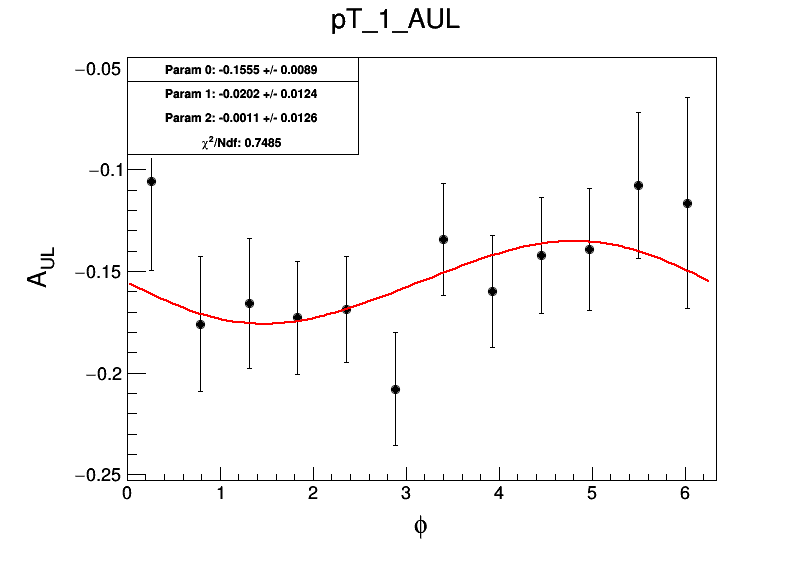 pT_1_AUL
Param 0: -0.1555 +/- 0.0089
Param 1: -0.0202 +/- 0.0124
Param 2: -0.0011 +/- 0.0126
χ²/Ndf: 0.7485
−0.05
−0.1
−0.15
−0.2
−0.25
A_UL
0 1 2 3 4 5 6
ϕ